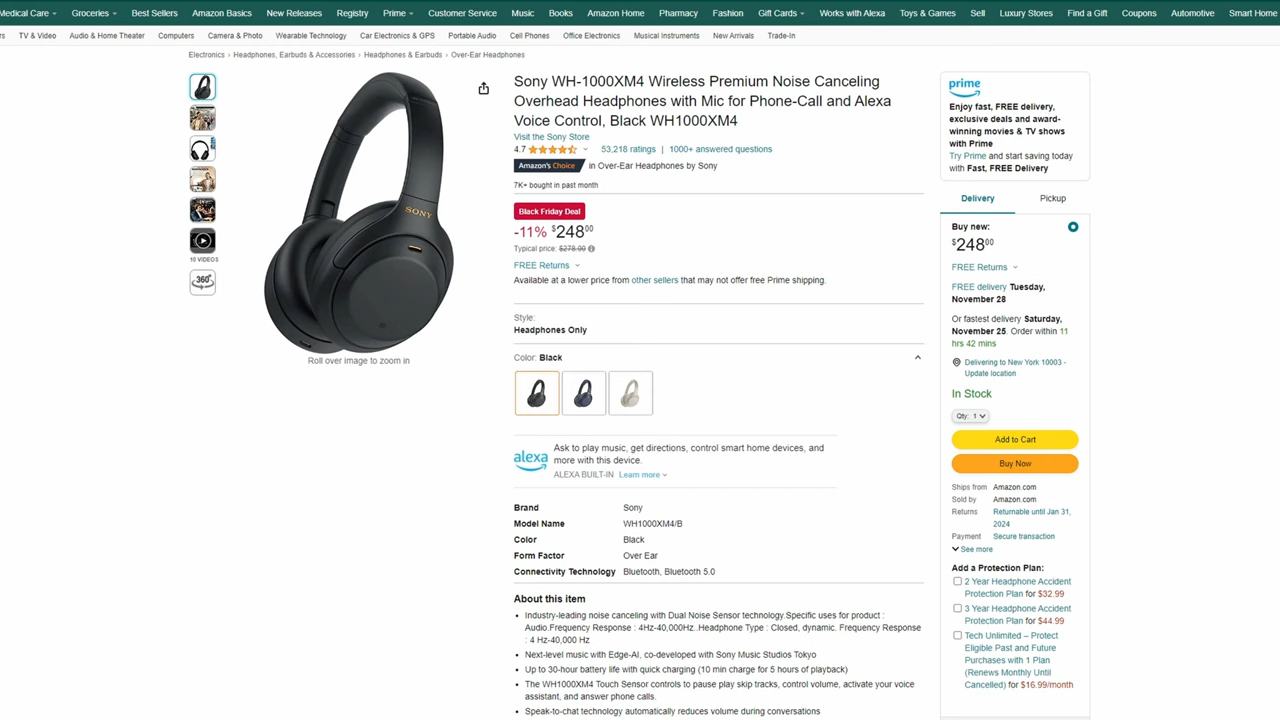 Medical Care Groceries Best Sellers Amazon Basics New Releases Registry Prime Customer Service Music Books Amazon Home Pharmacy Fashion Gift Cards Works with Alexa Toys & Games Sell Luxury Stores Find a Gift Coupons Automotive Smart Home
rs TV & Video Audio & Home Theater Computers Camera & Photo Wearable Technology Car Electronics & GPS Portable Audio Cell Phones Office Electronics Musical Instruments New Arrivals Trade-In
Electronics › Headphones, Earbuds & Accessories › Headphones & Earbuds › Over-Ear Headphones
SONY
10 VIDEOS
360°
Roll over image to zoom in
Sony WH-1000XM4 Wireless Premium Noise Canceling
Overhead Headphones with Mic for Phone-Call and Alexa
Voice Control, Black WH1000XM4
Visit the Sony Store
4.7 53,218 ratings | 1000+ answered questions
Amazon's Choice in Over-Ear Headphones by Sony
7K+ bought in past month
Black Friday Deal
-11% $248 00
Typical price: $278.00
FREE Returns
Available at a lower price from other sellers that may not offer free Prime shipping.
Style:
Headphones Only
Color: Black
alexa
Ask to play music, get directions, control smart home devices, and
more with this device.
ALEXA BUILT-IN Learn more
Brand Sony
Model Name WH1000XM4/B
Color Black
Form Factor Over Ear
Connectivity Technology Bluetooth, Bluetooth 5.0
About this item
• Industry-leading noise canceling with Dual Noise Sensor technology.Specific uses for product :
Audio.Frequency Response : 4Hz-40,000Hz..Headphone Type : Closed, dynamic. Frequency Response
: 4 Hz-40,000 Hz
• Next-level music with Edge-AI, co-developed with Sony Music Studios Tokyo
• Up to 30-hour battery life with quick charging (10 min charge for 5 hours of playback)
• The WH1000XM4 Touch Sensor controls to pause play skip tracks, control volume, activate your voice
assistant, and answer phone calls.
• Speak-to-chat technology automatically reduces volume during conversations
prime
Enjoy fast, FREE delivery,
exclusive deals and award-
winning movies & TV shows
with Prime
Try Prime and start saving today
with Fast, FREE Delivery
Delivery Pickup
Buy new:
$248 00
FREE Returns
FREE delivery Tuesday,
November 28
Or fastest delivery Saturday,
November 25. Order within 11
hrs 42 mins
Delivering to New York 10003 -
Update location
In Stock
Qty: 1
Add to Cart
Buy Now
Ships from Amazon.com
Sold by Amazon.com
Returns Returnable until Jan 31,
2024
Payment Secure transaction
See more
Add a Protection Plan:
2 Year Headphone Accident
Protection Plan for $32.99
3 Year Headphone Accident
Protection Plan for $44.99
Tech Unlimited – Protect
Eligible Past and Future
Purchases with 1 Plan
(Renews Monthly Until
Cancelled) for $16.99/month